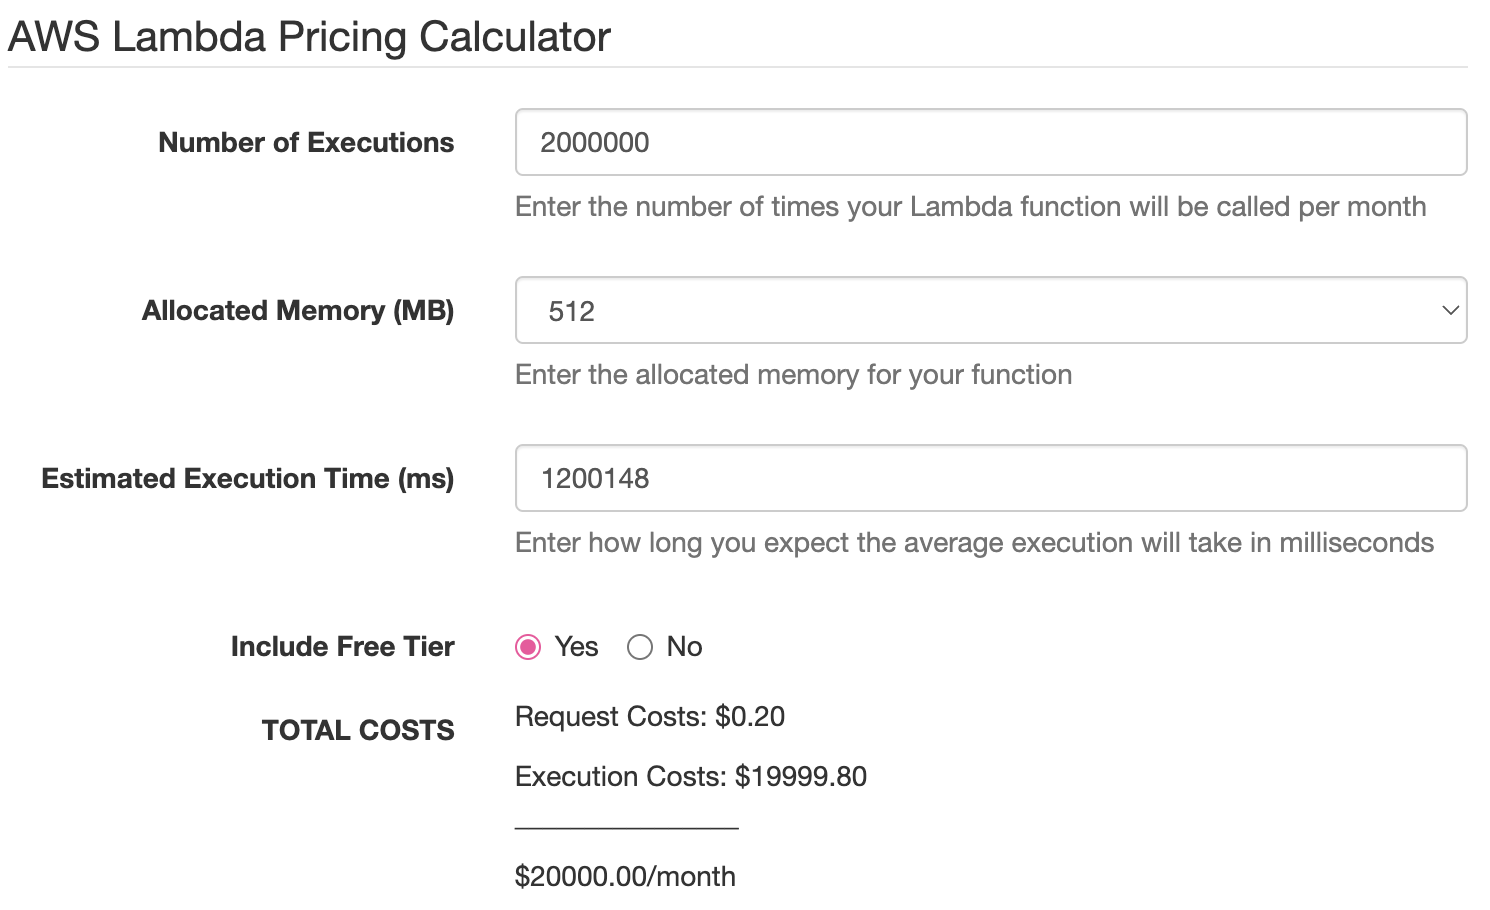 AWS Lambda Pricing Calculator
Number of Executions
2000000
Enter the number of times your Lambda function will be called per month
Allocated Memory (MB)
512
Enter the allocated memory for your function
Estimated Execution Time (ms)
1200148
Enter how long you expect the average execution will take in milliseconds
Include Free Tier
Yes
No
TOTAL COSTS
Request Costs: $0.20
Execution Costs: $19999.80
$20000.00/month